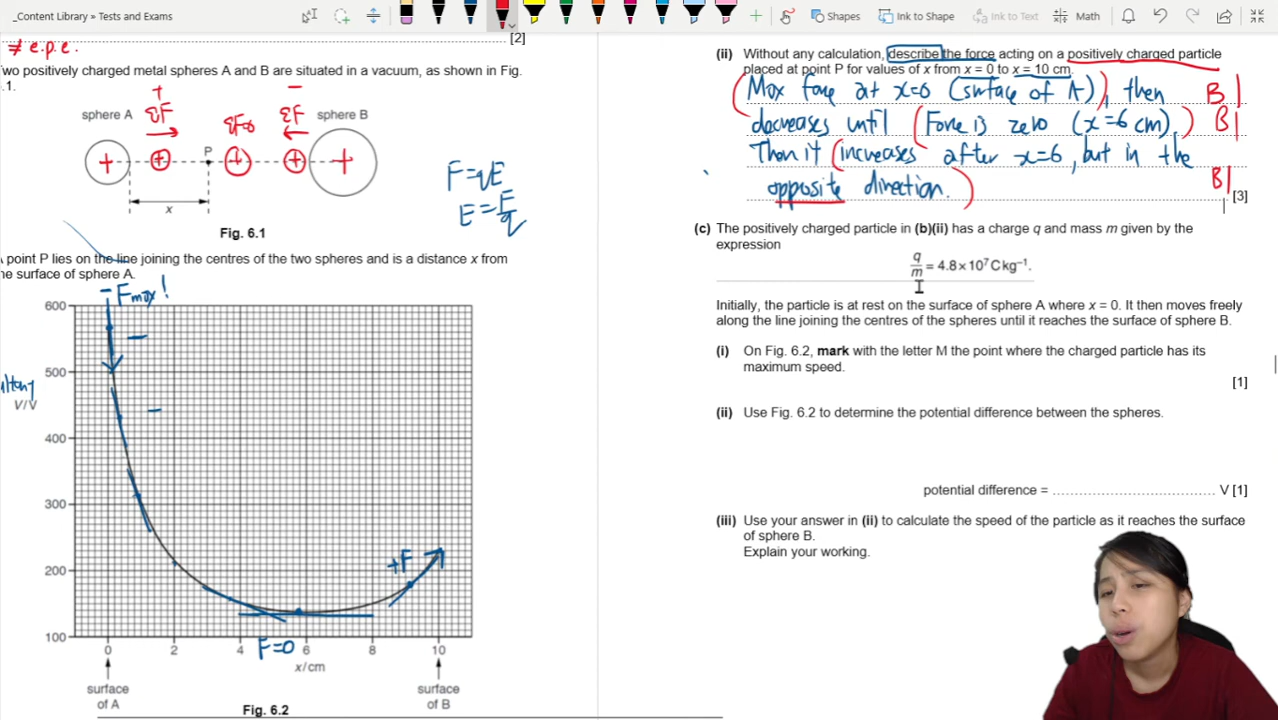 _Content Library » Tests and Exams
Shapes
Ink to Shape
Ink to Text
Math
≠ e.p.e.
[2]
wo positively charged metal spheres A and B are situated in a vacuum, as shown in Fig.
.1.
+
−
ΣF
ΣF=0
ΣF
sphere A
sphere B
+
+
P
+
+
+
x
F=qE
E=F/q
Fig. 6.1
point P lies on the line joining the centres of the two spheres and is a distance x from
he surface of sphere A.
− Fmax!
600
−
500
V/V
−
400
300
200
+F
100
0
2
4
F=0
6
8
10
x/cm
surface
of A
surface
of B
Fig. 6.2
(ii) Without any calculation, describe the force acting on a positively charged particle
placed at point P for values of x from x = 0 to x = 10 cm.
(Max force at x=0 (surface of A)), then B1
decreases until (Force is zero (x=6 cm).) B1
Then it (increases after x=6, but in the
opposite direction.) B1
[3]
(c) The positively charged particle in (b)(ii) has a charge q and mass m given by the
expression
q/m = 4.8 × 10⁷ C kg⁻¹.
Initially, the particle is at rest on the surface of sphere A where x = 0. It then moves freely
along the line joining the centres of the spheres until it reaches the surface of sphere B.
(i) On Fig. 6.2, mark with the letter M the point where the charged particle has its
maximum speed.
[1]
(ii) Use Fig. 6.2 to determine the potential difference between the spheres.
potential difference = ........................................ V [1]
(iii) Use your answer in (ii) to calculate the speed of the particle as it reaches the surface
of sphere B.
Explain your working.